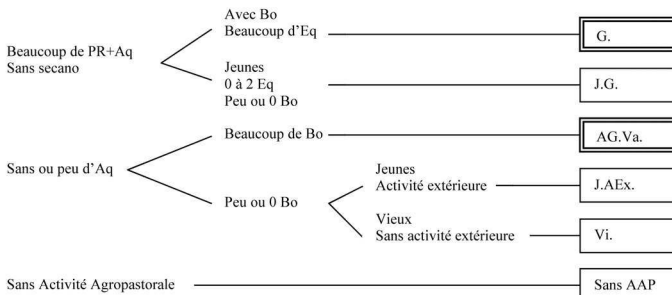 Avec Bo
Beaucoup d'Eq
G.
Beaucoup de PR+Aq
Sans secano
Jeunes
0 à 2 Eq
Peu ou 0 Bo
J.G.
Beaucoup de Bo
AG.Va.
Sans ou peu d'Aq
Jeunes
Activité extérieure
J.AEx.
Peu ou 0 Bo
Vieux
Sans activité extérieure
Vi.
Sans Activité Agropastorale
Sans AAP